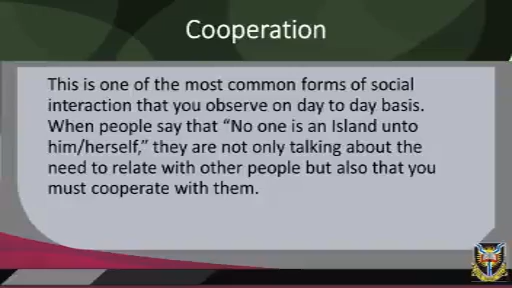 Cooperation
This is one of the most common forms of social
interaction that you observe on day to day basis.
When people say that “No one is an Island unto
him/herself,” they are not only talking about the
need to relate with other people but also that you
must cooperate with them.